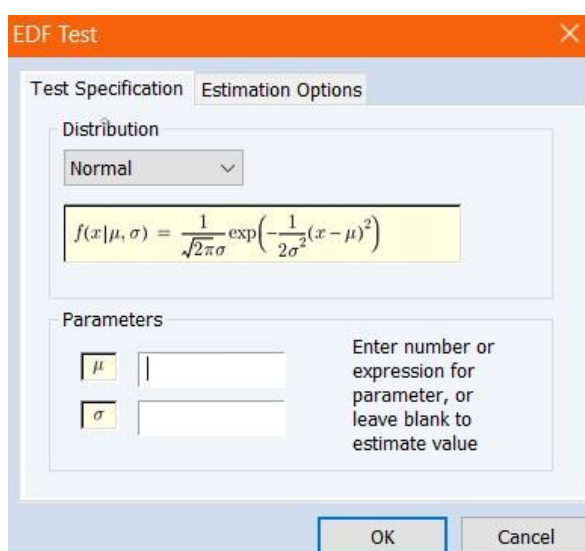 EDF Test
Test Specification Estimation Options
Distribution
Normal
f(x|μ, σ) = 1/(√2π σ) exp(−1/(2σ²) (x − μ)²)
Parameters
μ
σ
Enter number or
expression for
parameter, or
leave blank to
estimate value
OK Cancel